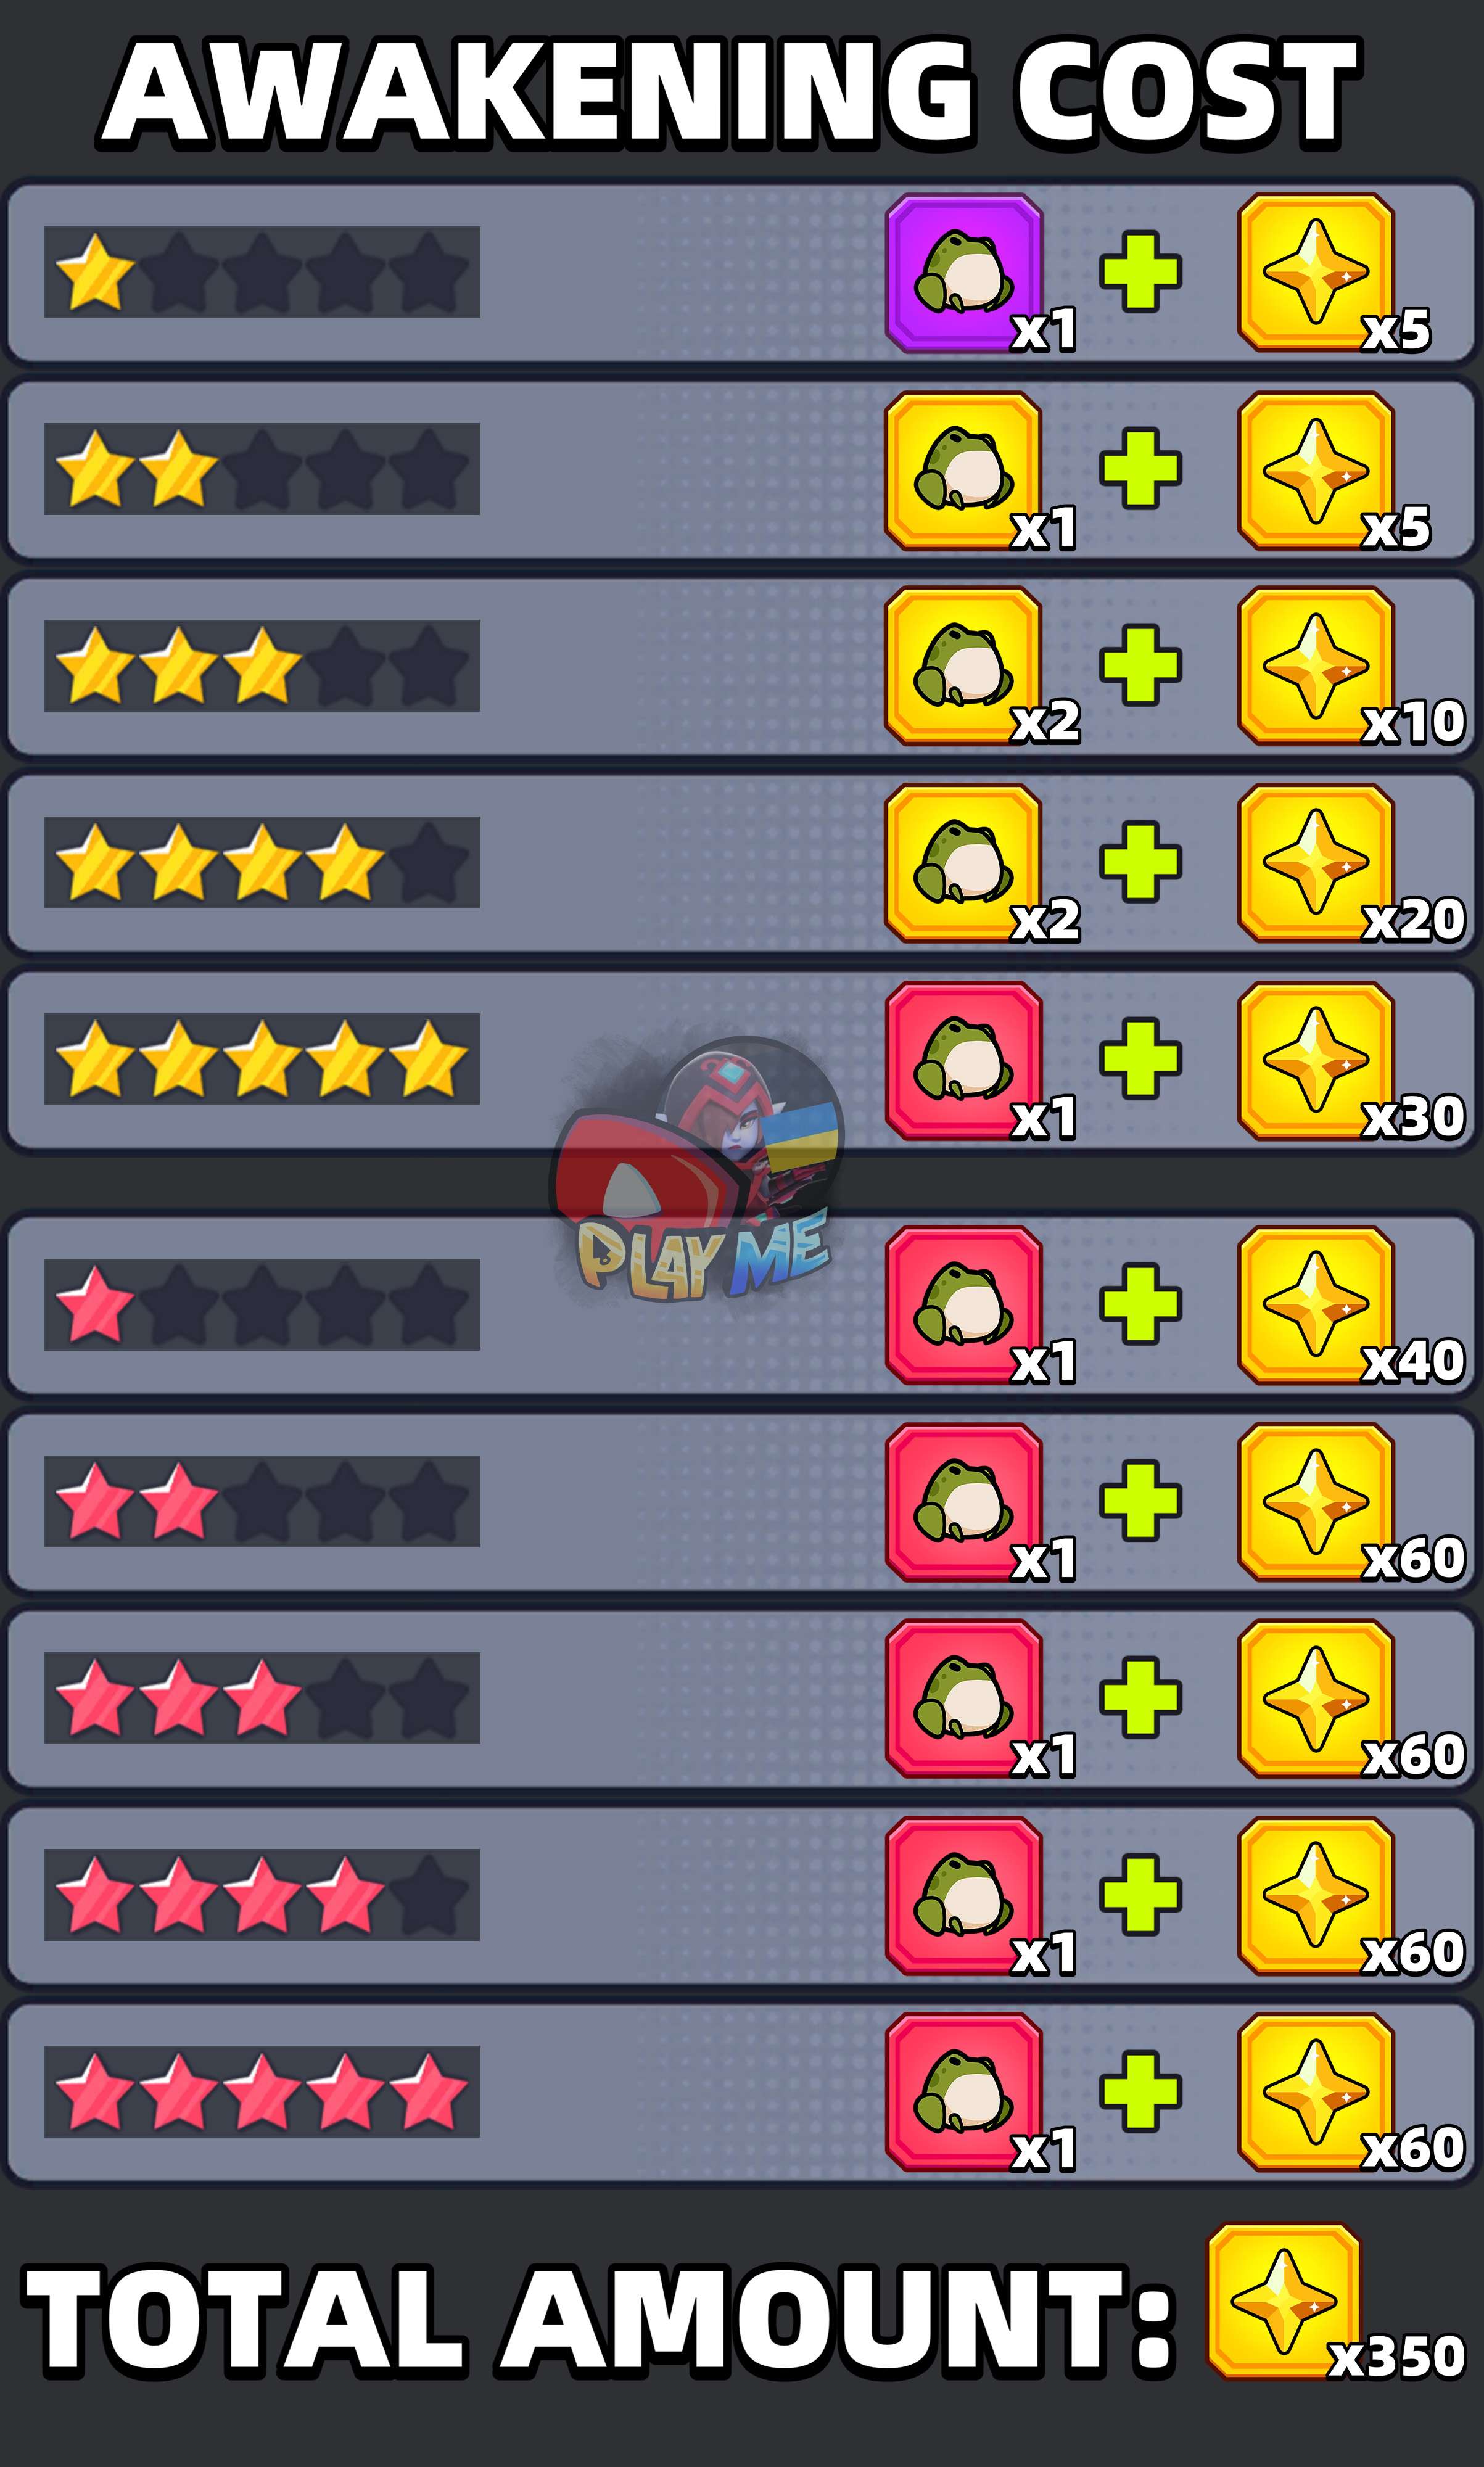 AWAKENING COST
x1 x5
x1 x5
x2 x10
x2 x20
x1 x30
PLAY ME
x1 x40
x1 x60
x1 x60
x1 x60
x1 x60
TOTAL AMOUNT: x350